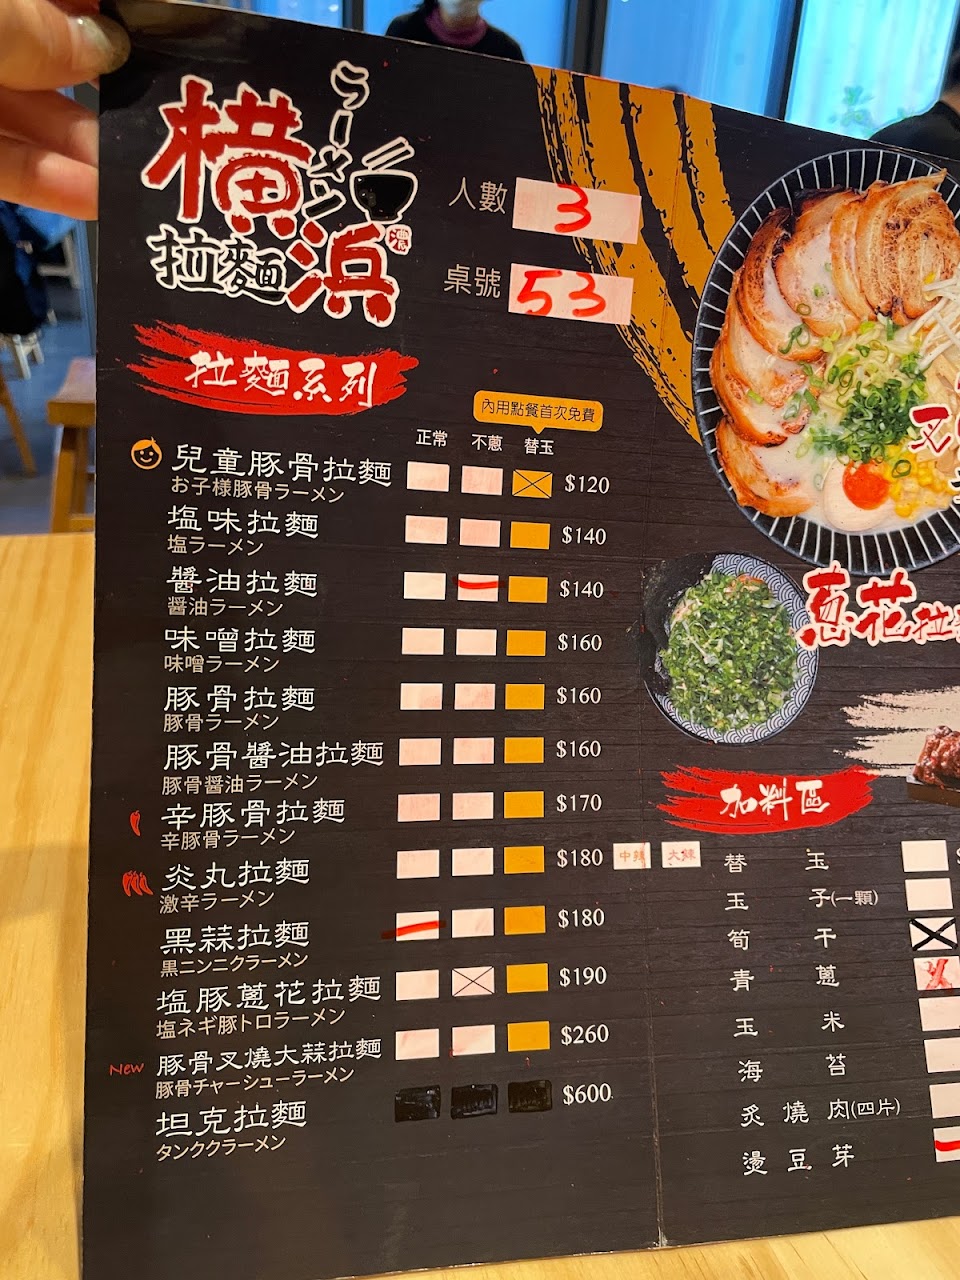 ラーメン
横浜
拉麵
濃
人數 3
桌號 53
拉麵系列
內用點餐首次免費
正常 不蔥 替玉
兒童豚骨拉麵 $120
お子様豚骨ラーメン
塩味拉麵 $140
塩ラーメン
醬油拉麵 $140
醤油ラーメン
味噌拉麵 $160
味噌ラーメン
豚骨拉麵 $160
豚骨ラーメン
豚骨醬油拉麵 $160
豚骨醤油ラーメン
辛豚骨拉麵 $170
辛豚骨ラーメン
炎丸拉麵 $180 中辣 大辣
激辛ラーメン
黑蒜拉麵 $180
黒ニンニクラーメン
塩豚蔥花拉麵 $190
塩ネギ豚トロラーメン
New 豚骨叉燒大蒜拉麵 $260
豚骨チャーシューラーメン
坦克拉麵 $600
タンククラーメン
叉
蔥花拉
加料區
替玉 $
玉子(一顆)
筍干
青蔥
玉米
海苔
炙燒肉(四片)
燙豆芽